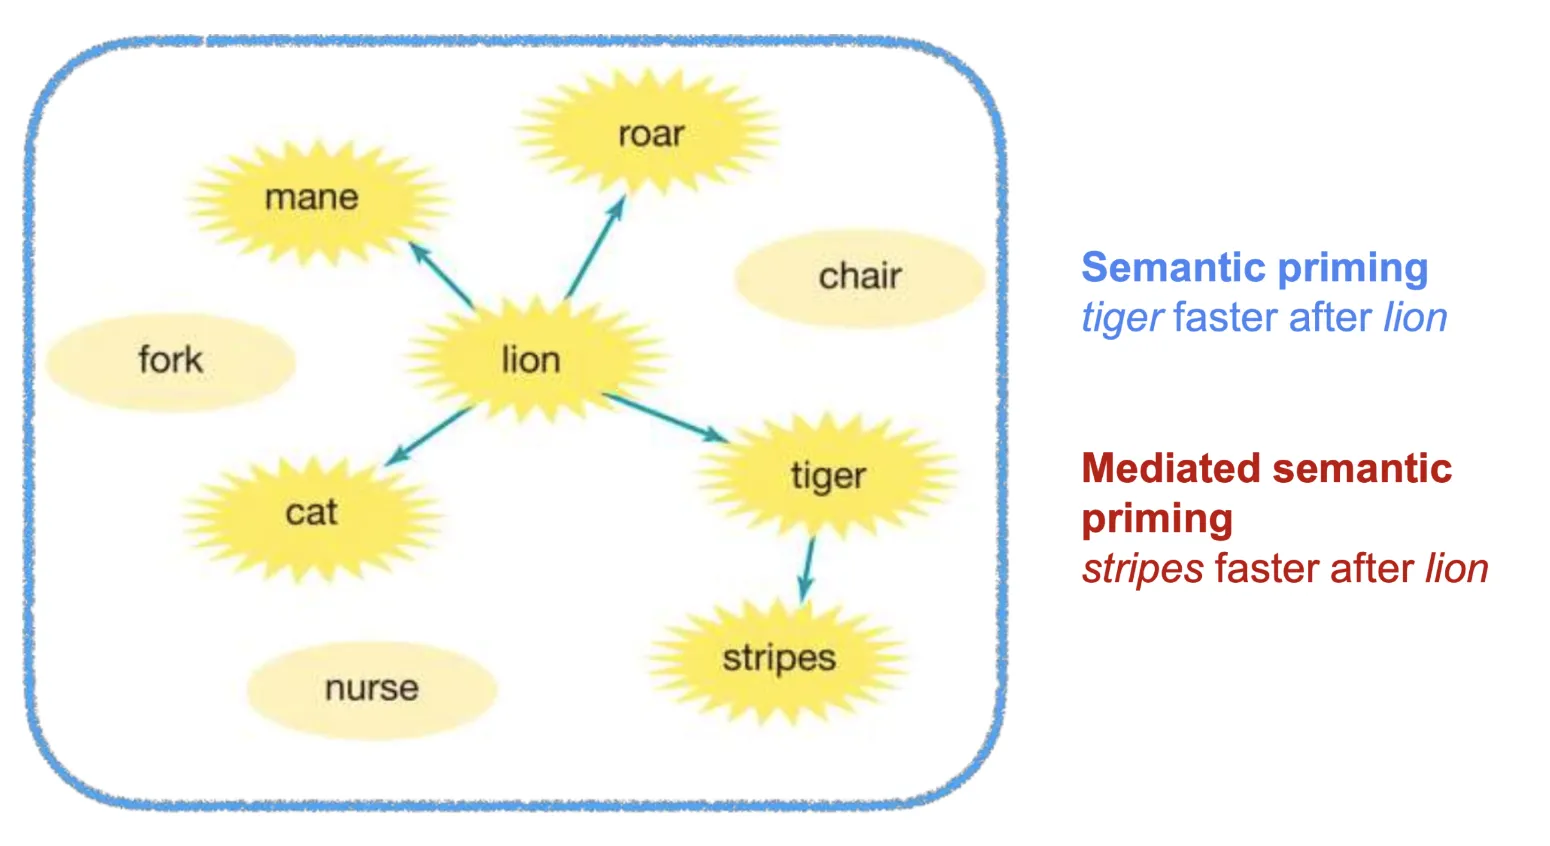 roar
mane
chair
lion
fork
tiger
cat
stripes
nurse
Semantic priming
tiger faster after lion
Mediated semantic
priming
stripes faster after lion